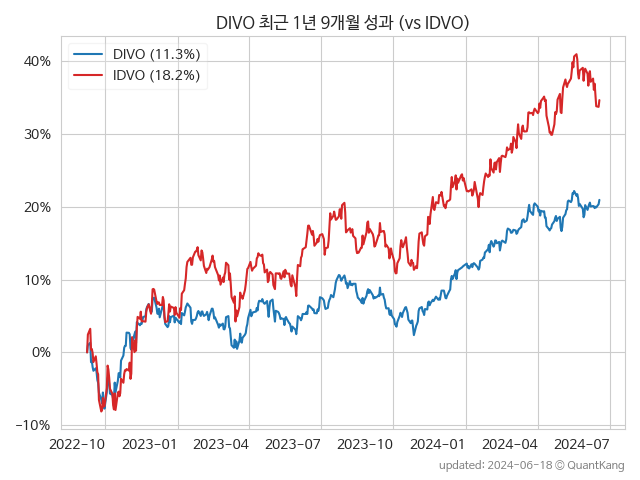 DIVO 최근 1년 9개월 성과 (vs IDVO)
DIVO (11.3%)
IDVO (18.2%)
40%
30%
20%
10%
0%
−10%
2022−10 2023−01 2023−04 2023−07 2023−10 2024−01 2024−04 2024−07
updated: 2024−06−18 © QuantKang